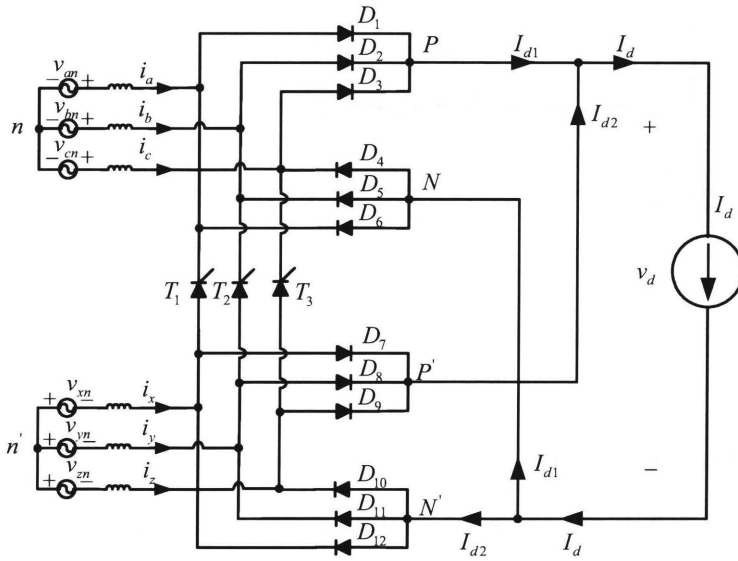 D1
D2 P Id1 Id
D3
van
− + ia
vbn
n − + ib Id2
vcn
− + ic +
D4
D5 N
D6 Id
T1 T2 T3 vd
D7
D8 P'
D9
vxn
+ − ix
vyn
n' + − iy
vzn
+ − iz Id1 −
D10
D11 N'
D12 Id2 Id